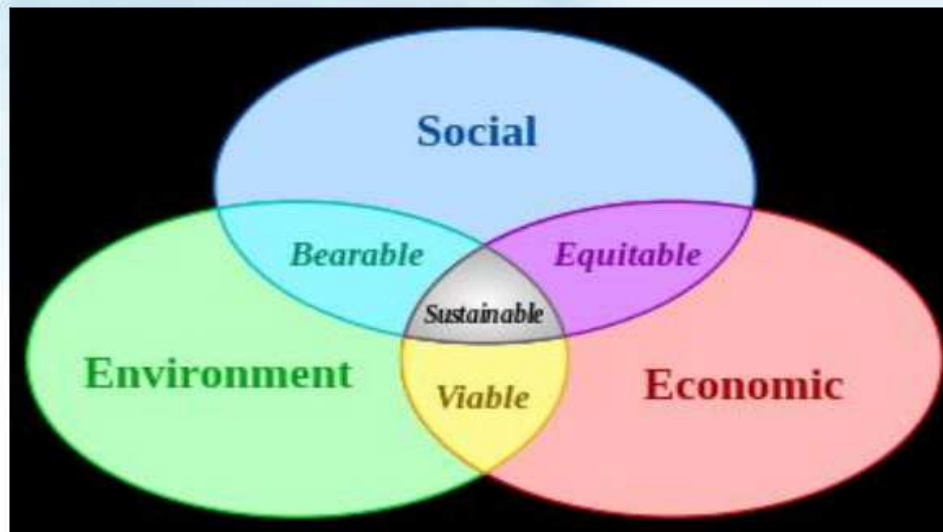 Social
Bearable
Equitable
Sustainable
Environment
Viable
Economic